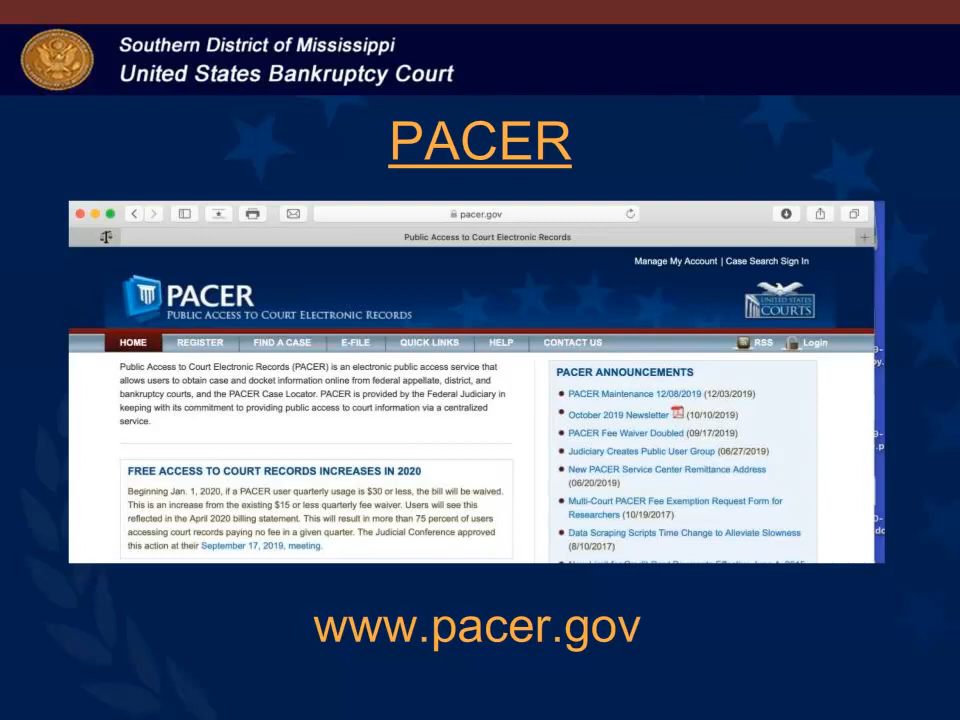 Southern District of Mississippi
United States Bankruptcy Court
PACER
pacer.gov
Public Access to Court Electronic Records
Manage My Account | Case Search Sign In
PACER
PUBLIC ACCESS TO COURT ELECTRONIC RECORDS
UNITED STATES
COURTS
HOME REGISTER FIND A CASE E-FILE QUICK LINKS HELP CONTACT US RSS Login
Public Access to Court Electronic Records (PACER) is an electronic public access service that
allows users to obtain case and docket information online from federal appellate, district, and
bankruptcy courts, and the PACER Case Locator. PACER is provided by the Federal Judiciary in
keeping with its commitment to providing public access to court information via a centralized
service.
FREE ACCESS TO COURT RECORDS INCREASES IN 2020
Beginning Jan. 1, 2020, if a PACER user quarterly usage is $30 or less, the bill will be waived.
This is an increase from the existing $15 or less quarterly fee waiver. Users will see this
reflected in the April 2020 billing statement. This will result in more than 75 percent of users
accessing court records paying no fee in a given quarter. The Judicial Conference approved
this action at their September 17, 2019, meeting.
PACER ANNOUNCEMENTS
PACER Maintenance 12/08/2019 (12/03/2019)
October 2019 Newsletter (10/10/2019)
PACER Fee Waiver Doubled (09/17/2019)
Judiciary Creates Public User Group (06/27/2019)
New PACER Service Center Remittance Address
(06/20/2019)
Multi-Court PACER Fee Exemption Request Form for
Researchers (10/19/2017)
Data Scraping Scripts Time Change to Alleviate Slowness
(8/10/2017)
www.pacer.gov